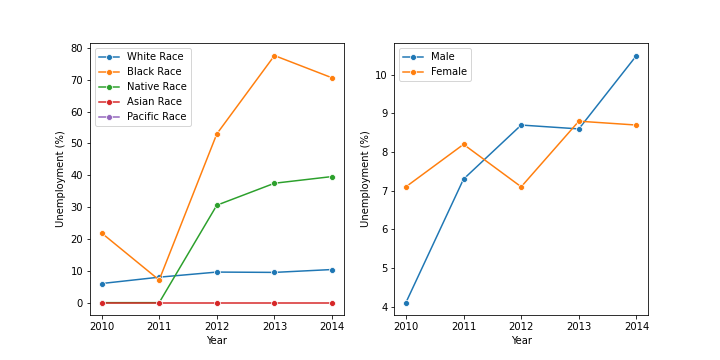 80
70
60
50
40
30
20
10
0
Unemployment (%)
White Race
Black Race
Native Race
Asian Race
Pacific Race
2010 2011 2012 2013 2014
Year
10
9
8
7
6
5
4
Unemployment (%)
Male
Female
2010 2011 2012 2013 2014
Year